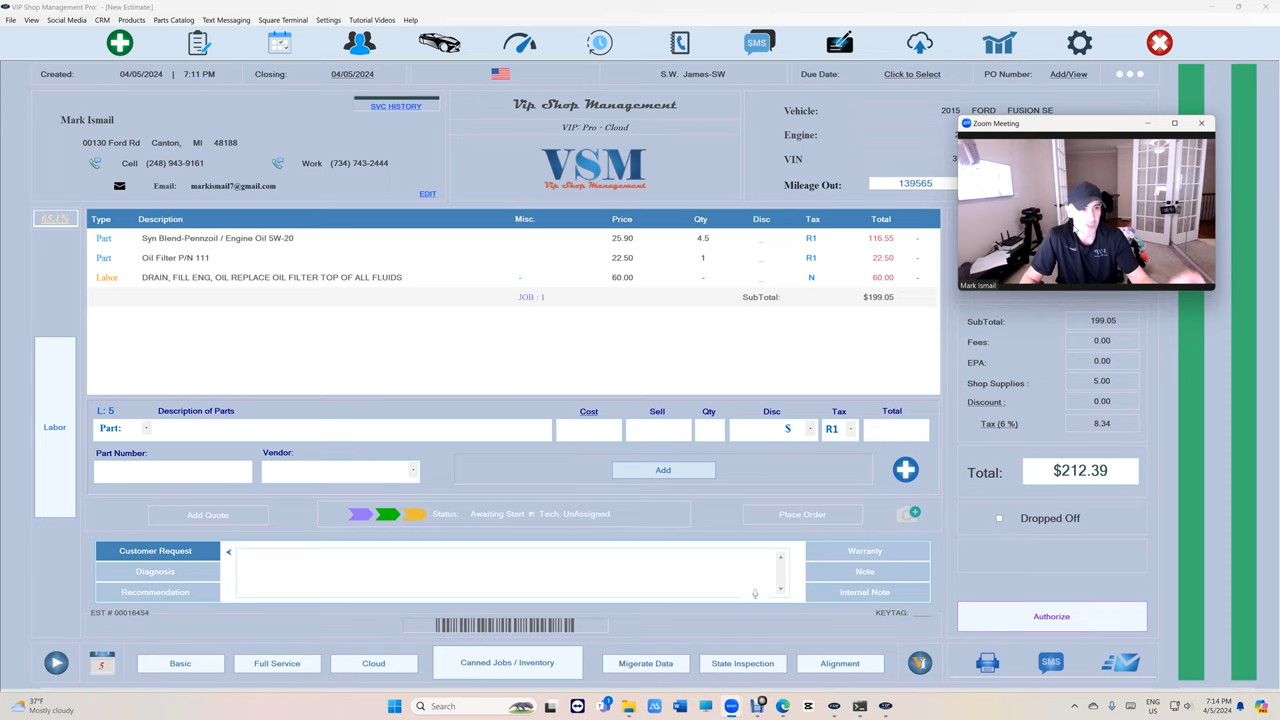 VIP Shop Management Pro: - [New Estimate:]
File View Social Media CRM Products Parts Catalog Text Messaging Square Terminal Settings Tutorial Videos Help
SMS
Created: 04/05/2024 | 7:11 PM Closing: 04/05/2024 S.W. James-SW Due Date: Click to Select PO Number: Add/View
SVC HISTORY
Mark Ismail
00130 Ford Rd Canton, MI 48188
Cell (248) 943-9161 Work (734) 743-2444
Email: markismail7@gmail.com
EDIT
Vip Shop Management
VIP: Pro - Cloud
VSM
Vip Shop Management
Vehicle: 2015 FORD FUSION SE
Engine:
VIN
Mileage Out: 139565
Zoom Meeting
Mark Ismail
65.1%
Type Description Misc. Price Qty Disc Tax Total
Part Syn Blend-Pennzoil / Engine Oil 5W-20 25.90 4.5 _ R1 116.55 -
Part Oil Filter P/N 111 22.50 1 _ R1 22.50 -
Labor DRAIN, FILL ENG, OIL REPLACE OIL FILTER TOP OF ALL FLUIDS - 60.00 - _ N 60.00 -
JOB : 1 SubTotal: $199.05
Labor
L: 5 Description of Parts Cost Sell Qty Disc Tax Total
Part: $ R1
Part Number: Vendor:
Add
Add Quote Status: Awaiting Start Tech: UnAssigned Place Order
Customer Request
Diagnosis
Recommendation
Warranty
Note
Internal Note
EST # 00016454 KEYTAG: ____
SubTotal: 199.05
Fees: 0.00
EPA: 0.00
Shop Supplies : 5.00
Discount : 0.00
Tax (6 %) 8.34
Total: $212.39
Dropped Off
Authorize
5 Basic Full Service Cloud Canned Jobs / Inventory Migerate Data State Inspection Alignment SMS
37°F
Mostly cloudy
Search
ENG
US
7:14 PM
4/5/2024